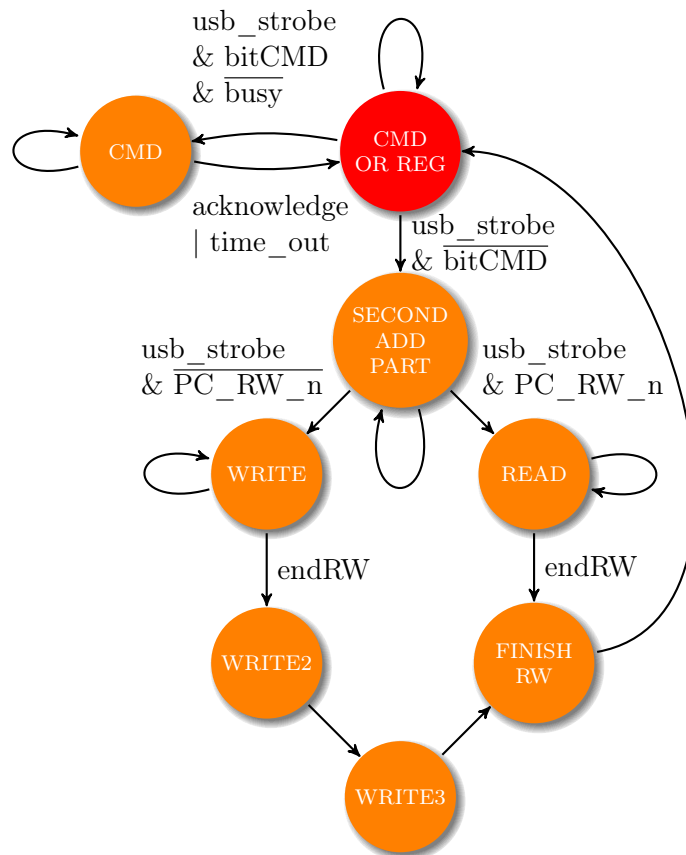 usb_strobe
& bitCMD
& busy
CMD
CMD
OR REG
acknowledge
| time_out
usb_strobe
& bitCMD
SECOND
ADD
PART
usb_strobe
& PC_RW_n
usb_strobe
& PC_RW_n
WRITE
READ
endRW
endRW
WRITE2
FINISH
RW
WRITE3